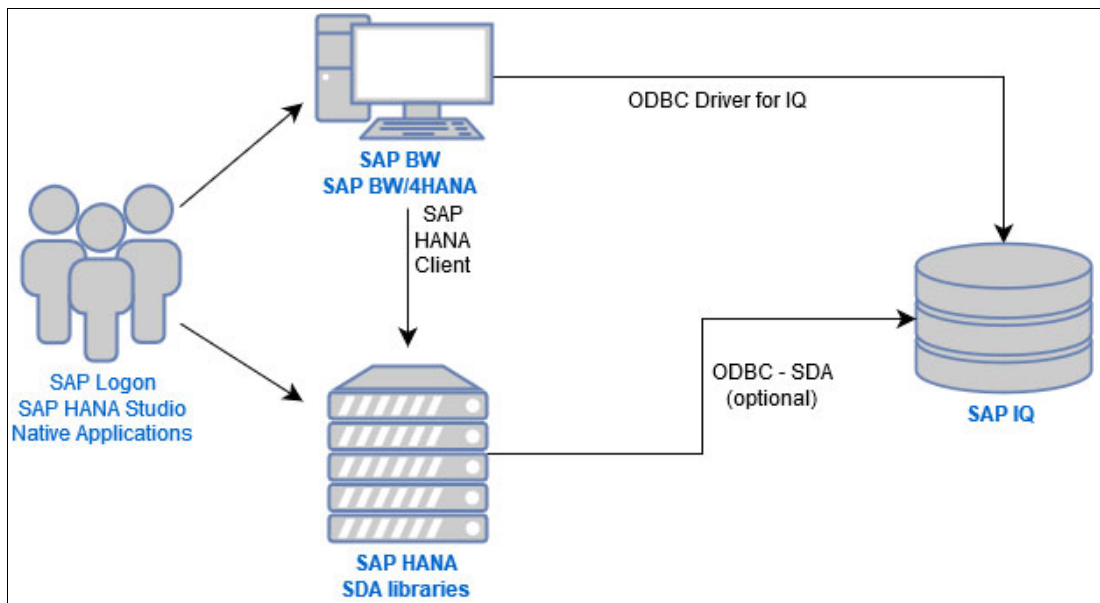 ODBC Driver for IQ
SAP BW
SAP BW/4HANA
SAP
HANA
Client
SAP Logon
SAP HANA Studio
Native Applications
ODBC - SDA
(optional)
SAP IQ
SAP HANA
SDA libraries